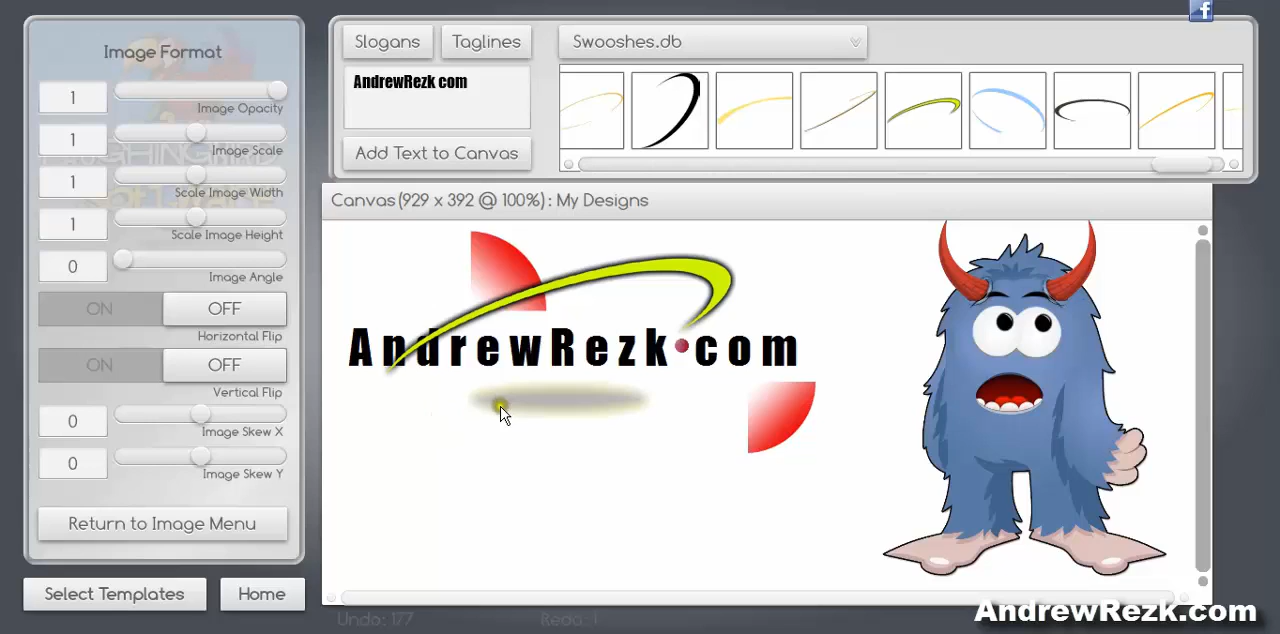 Image Format
1
Image Opacity
1
Image Scale
1
Scale Image Width
1
Scale Image Height
0
Image Angle
ON OFF
Horizontal Flip
ON OFF
Vertical Flip
0
Image Skew X
0
Image Skew Y
Return to Image Menu
Select Templates
Home
Slogans
Taglines
AndrewRezk com
Add Text to Canvas
Swooshes.db
f
Canvas (929 x 392 @ 100%) : My Designs
AndrewRezk com
Undo: 177
Redo: 1
AndrewRezk.com